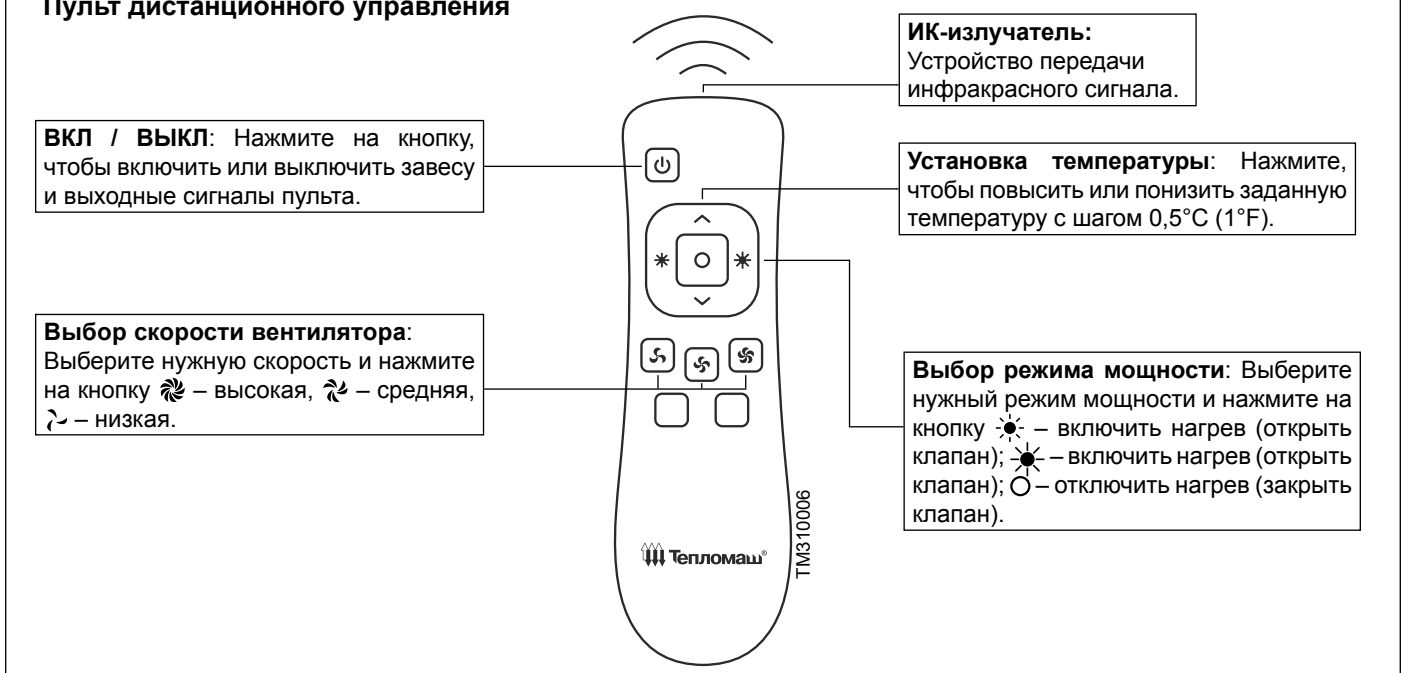 Пульт дистанционного управления
ИК-излучатель:
Устройство передачи
инфракрасного сигнала.
ВКЛ / ВЫКЛ: Нажмите на кнопку,
чтобы включить или выключить завесу
и выходные сигналы пульта.
Установка температуры: Нажмите,
чтобы повысить или понизить заданную
температуру с шагом 0,5°C (1°F).
Выбор скорости вентилятора:
Выберите нужную скорость и нажмите
на кнопку – высокая, – средняя,
– низкая.
Выбор режима мощности: Выберите
нужный режим мощности и нажмите на
кнопку – включить нагрев (открыть
клапан); – включить нагрев (открыть
клапан); – отключить нагрев (закрыть
клапан).
Тепломаш®
TM310006